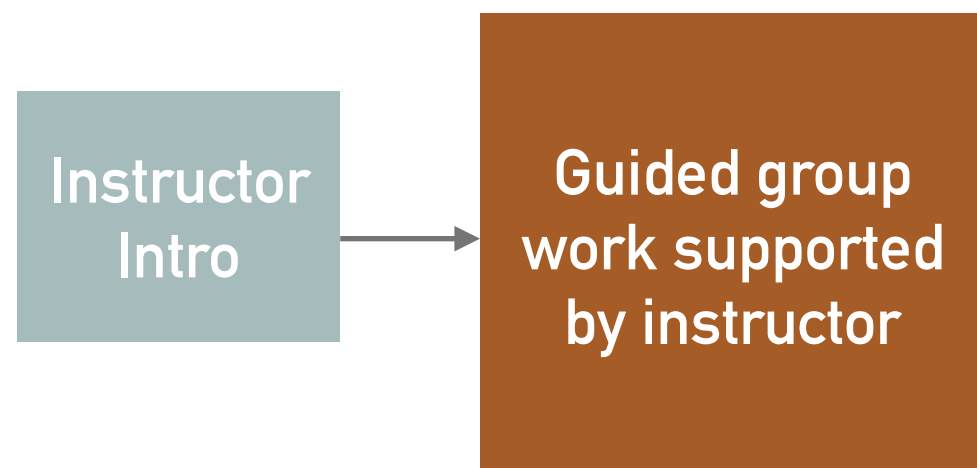 Instructor
Intro
Guided group
work supported
by instructor